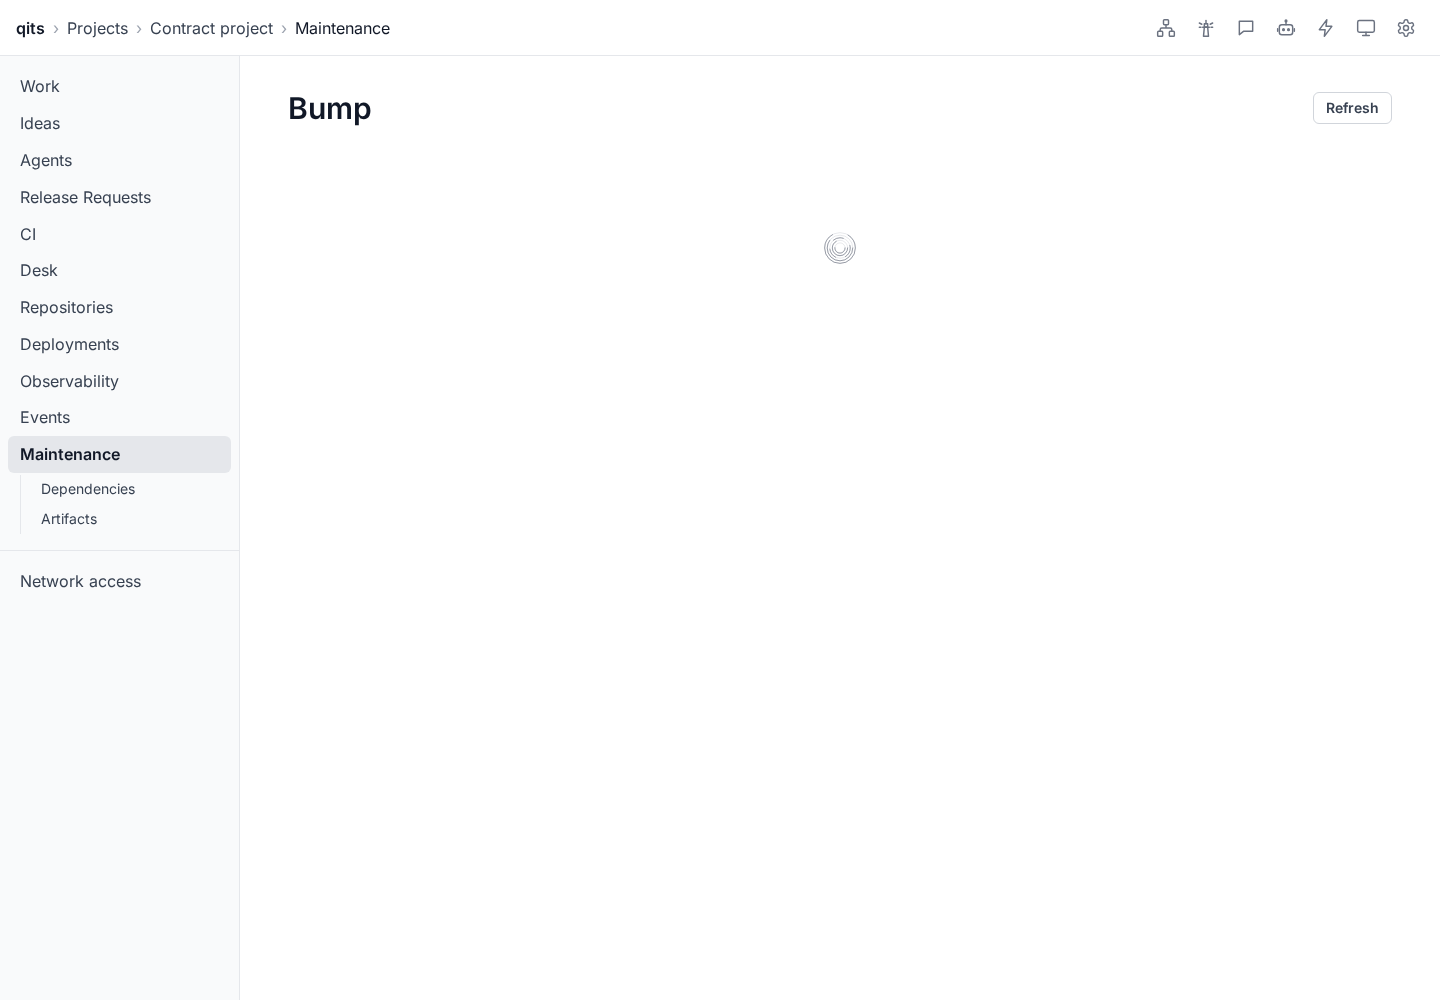 qits › Projects › Contract project › Maintenance
Work
Ideas
Agents
Release Requests
CI
Desk
Repositories
Deployments
Observability
Events
Maintenance
Dependencies
Artifacts
Network access
Bump
Refresh